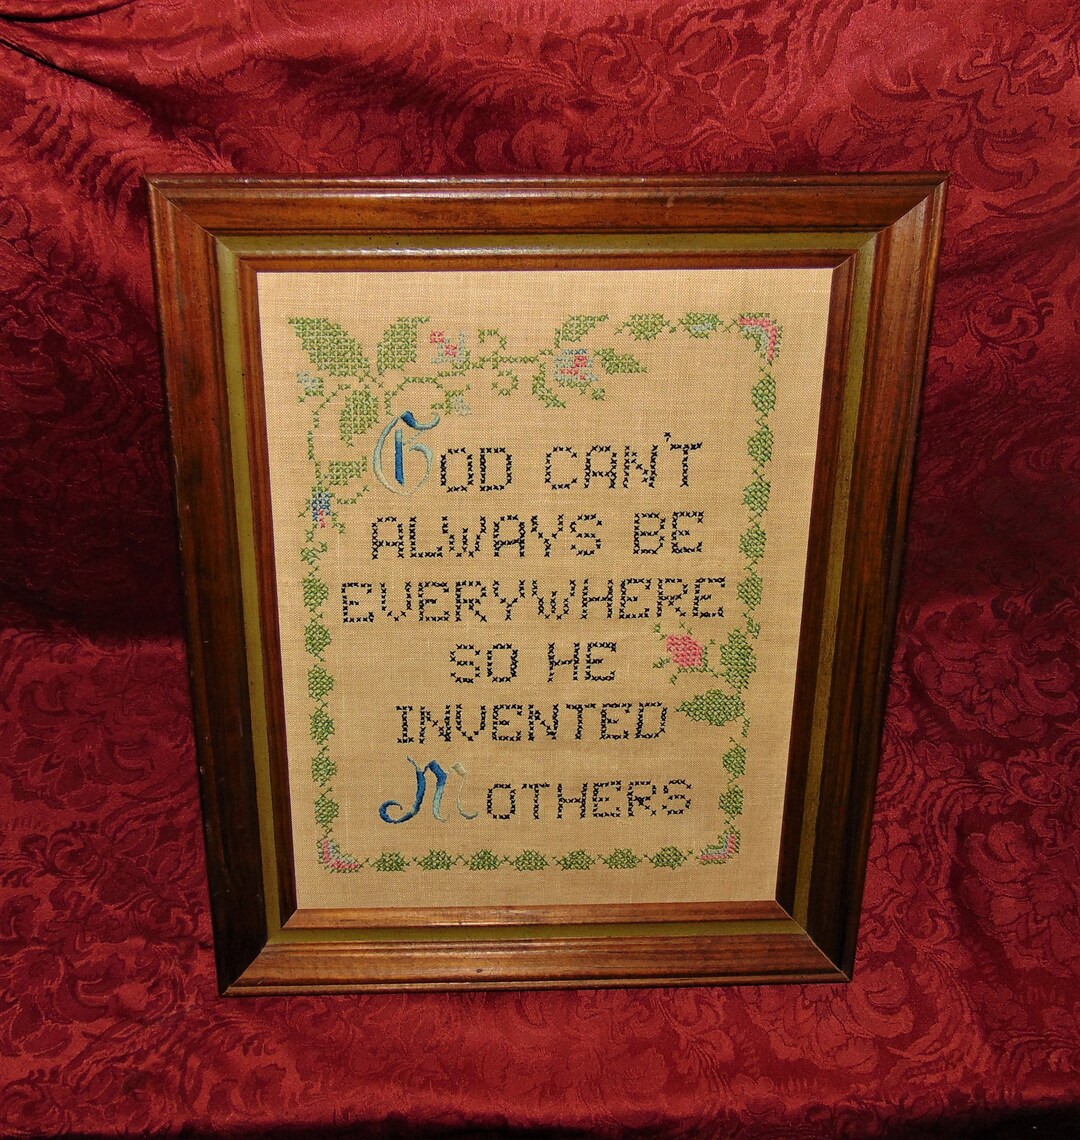 GOD CAN'T
ALWAYS BE
EVERYWHERE
SO HE
INVENTED
MOTHERS